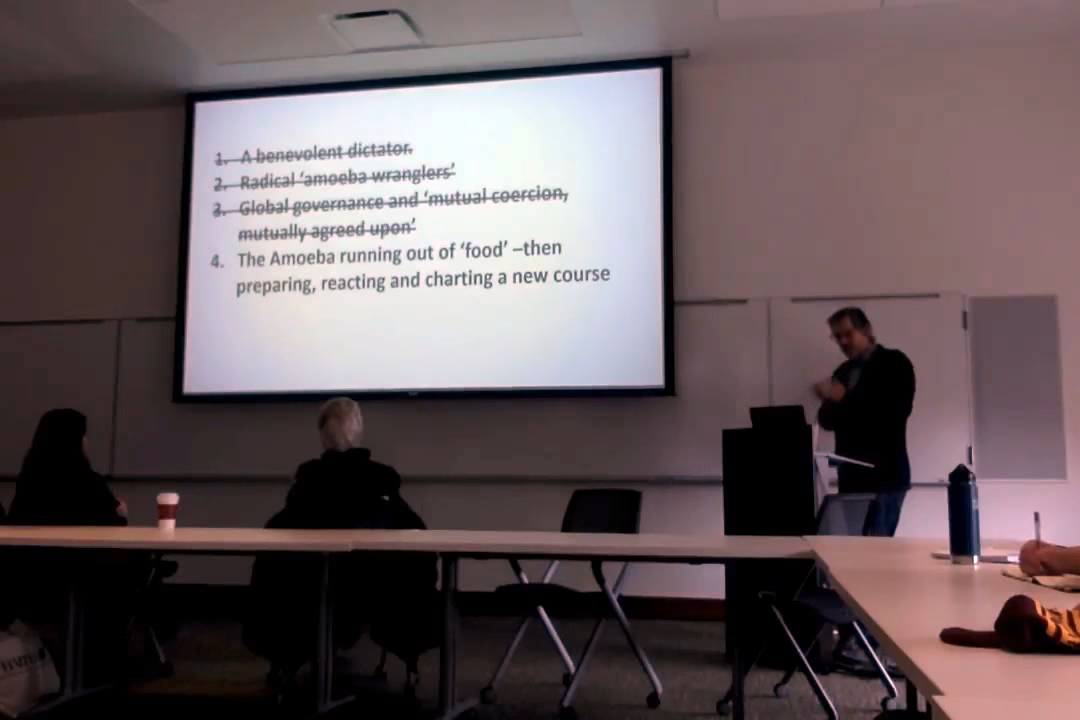 1. A benevolent dictator.
2. Radical 'amoeba wranglers'
3. Global governance and 'mutual coercion,
mutually agreed upon'
4. The Amoeba running out of 'food' –then
preparing, reacting and charting a new course